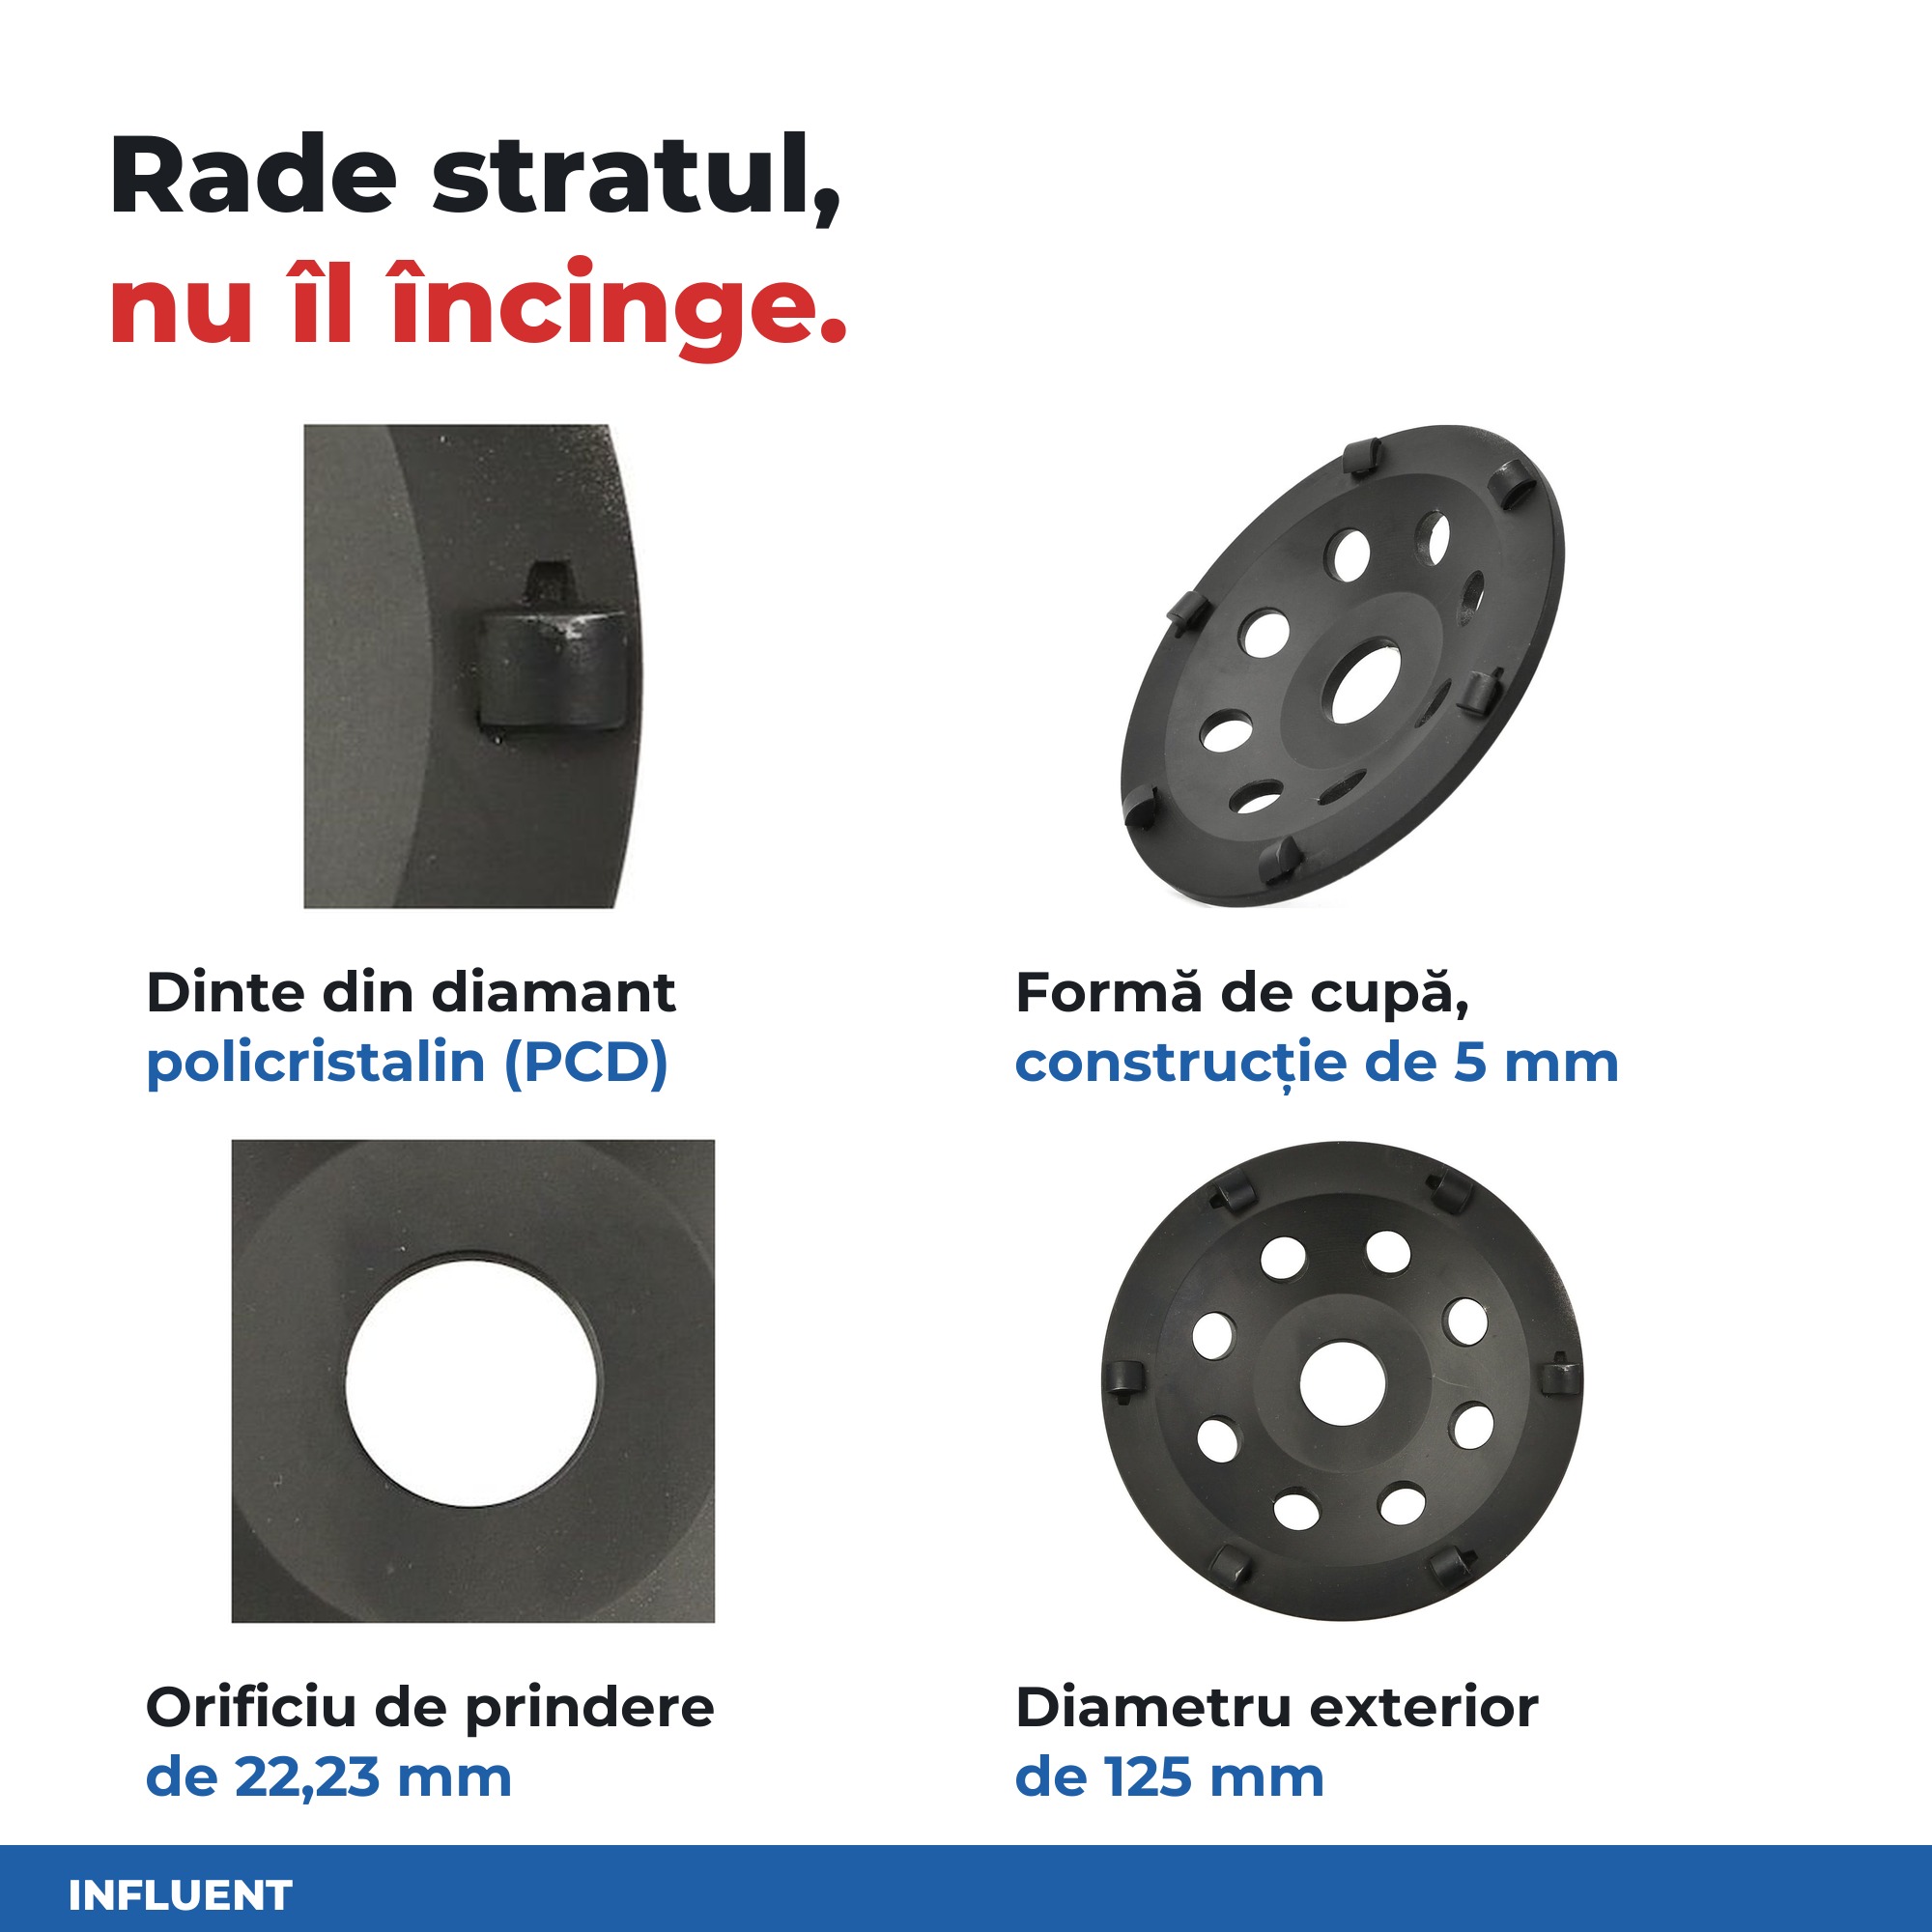 Rade stratul,
nu îl încinge.
Dinte din diamant
policristalin (PCD)
Formă de cupă,
construcție de 5 mm
Orificiu de prindere
de 22,23 mm
Diametru exterior
de 125 mm
INFLUENT